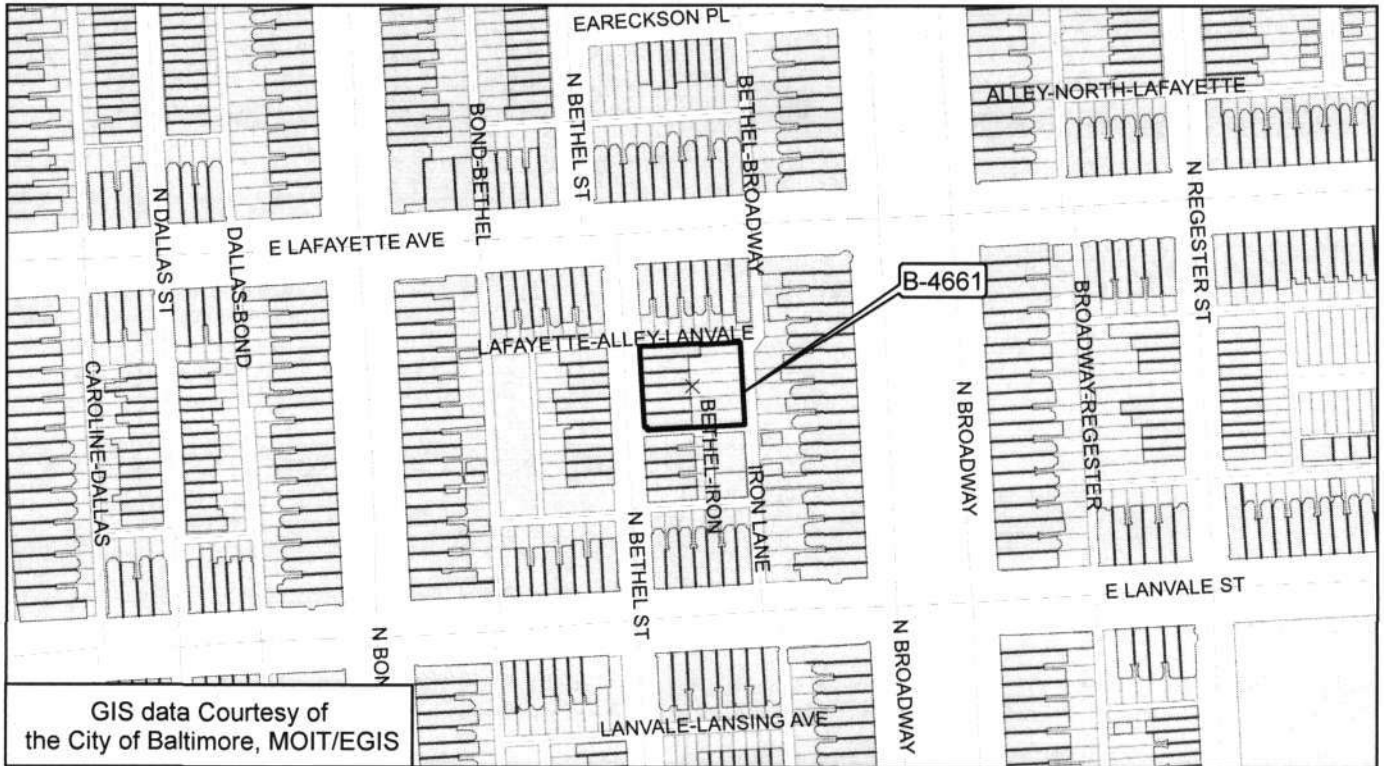 EARECKSON PL
ALLEY-NORTH-LAFAYETTE
N BETHEL ST
BETHEL-BROADWAY
BOND-BETHEL
N DALLAS ST
DALLAS-BOND
E LAFAYETTE AVE
N REGESTER ST
B-4661
LAFAYETTE-ALLEY-LANVALE
CAROLINE-DALLAS
BETHEL-IRON
IRON LANE
N BROADWAY
BROADWAY-REGESTER
N BETHEL ST
E LANVALE ST
N BON
N BROADWAY
LANVALE-LANSING AVE
GIS data Courtesy of
the City of Baltimore, MOIT/EGIS